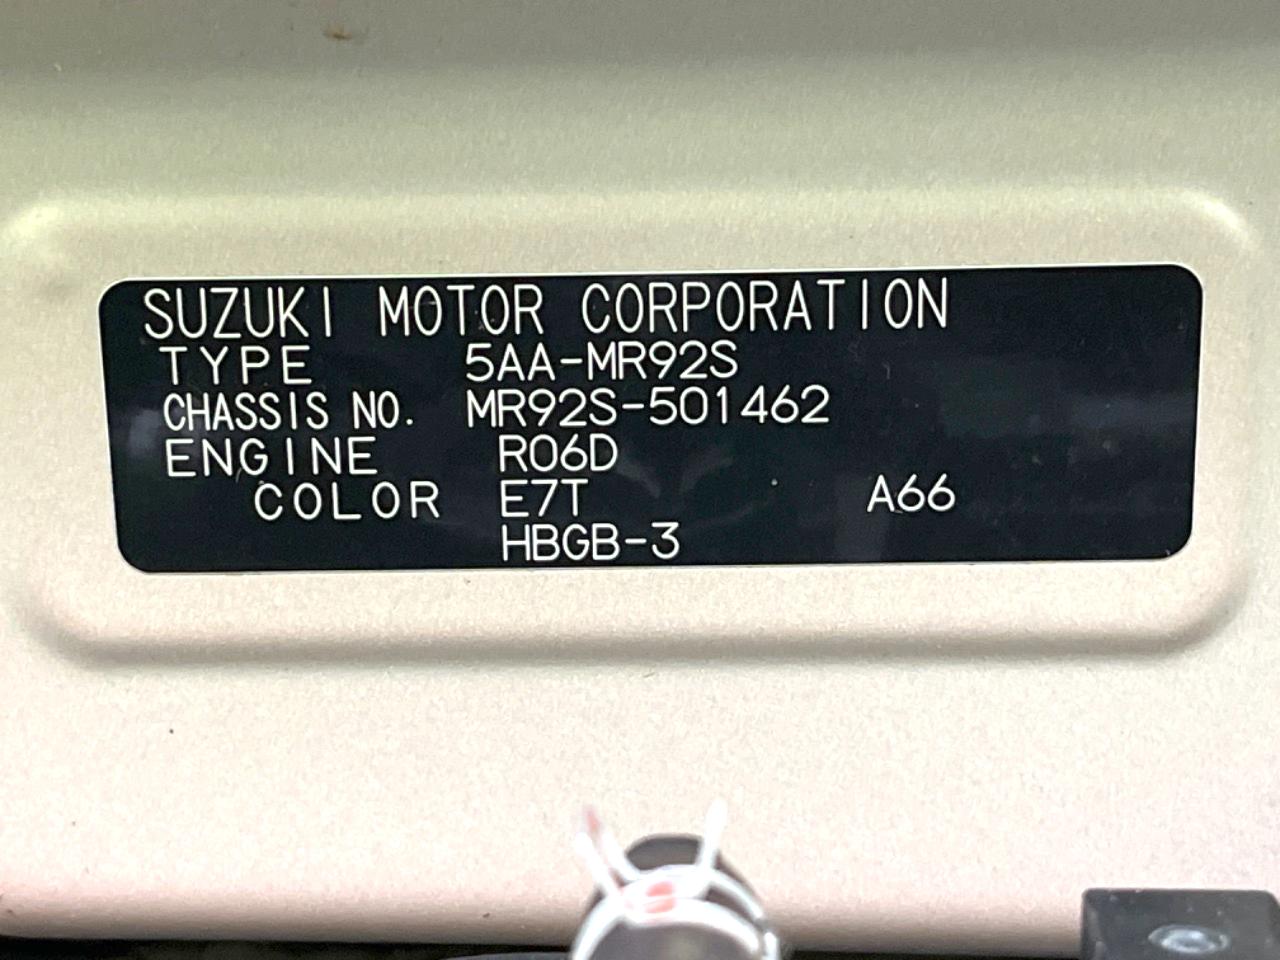 SUZUKI MOTOR CORPORATION
TYPE 5AA-MR92S
CHASSIS NO. MR92S-501462
ENGINE R06D
COLOR E7T A66
HBGB-3